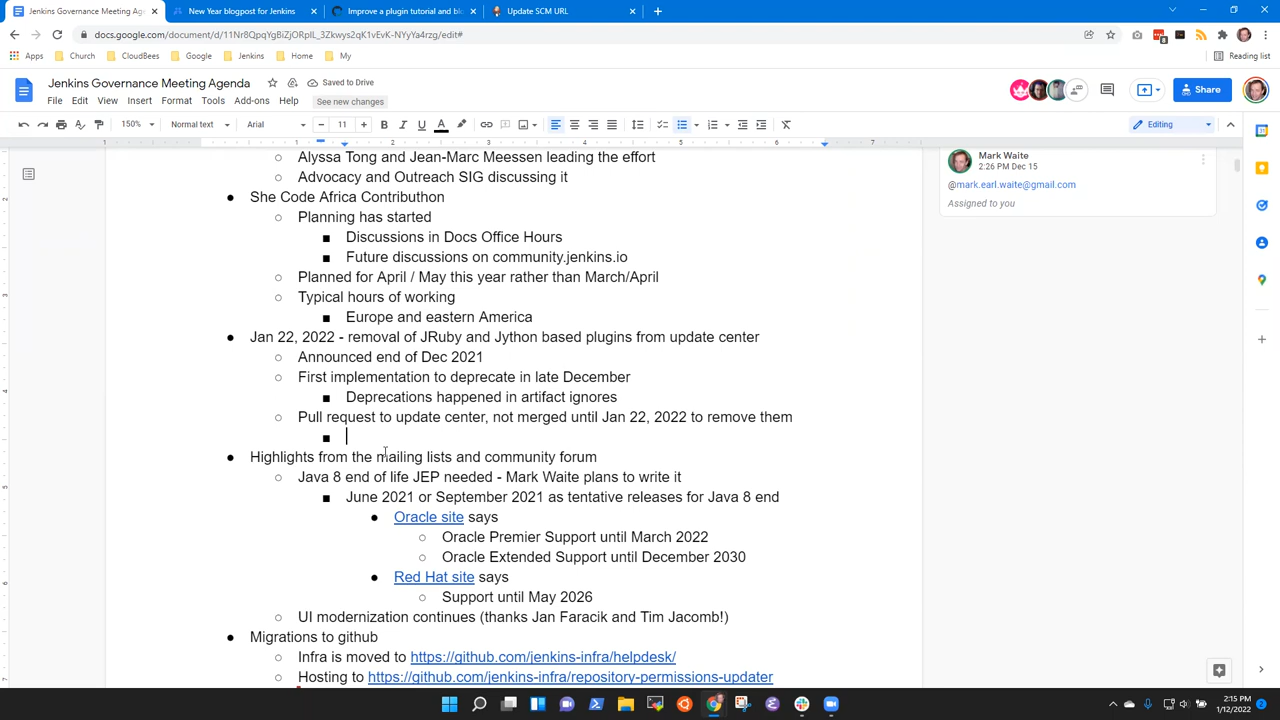 Jenkins Governance Meeting Ag
New Year blogpost for Jenkins
Improve a plugin tutorial and blo
Update SCM URL
docs.google.com/document/d/11Nr8QpqYgBiZjORplL_3Zkwys2qK1vEvK-NYyYa4rzg/edit#
Apps
Church
CloudBees
Google
Jenkins
Home
My
Reading list
Jenkins Governance Meeting Agenda
Saved to Drive
File Edit View Insert Format Tools Add-ons Help
See new changes
Share
150%
Normal text
Arial
11
Editing
Alyssa Tong and Jean-Marc Meessen leading the effort
Advocacy and Outreach SIG discussing it
She Code Africa Contributhon
Planning has started
Discussions in Docs Office Hours
Future discussions on community.jenkins.io
Planned for April / May this year rather than March/April
Typical hours of working
Europe and eastern America
Jan 22, 2022 - removal of JRuby and Jython based plugins from update center
Announced end of Dec 2021
First implementation to deprecate in late December
Deprecations happened in artifact ignores
Pull request to update center, not merged until Jan 22, 2022 to remove them
Highlights from the mailing lists and community forum
Java 8 end of life JEP needed - Mark Waite plans to write it
June 2021 or September 2021 as tentative releases for Java 8 end
Oracle site says
Oracle Premier Support until March 2022
Oracle Extended Support until December 2030
Red Hat site says
Support until May 2026
UI modernization continues (thanks Jan Faracik and Tim Jacomb!)
Migrations to github
Infra is moved to https://github.com/jenkins-infra/helpdesk/
Hosting to https://github.com/jenkins-infra/repository-permissions-updater
Mark Waite
2:26 PM Dec 15
@mark.earl.waite@gmail.com
Assigned to you
2:15 PM
1/12/2022